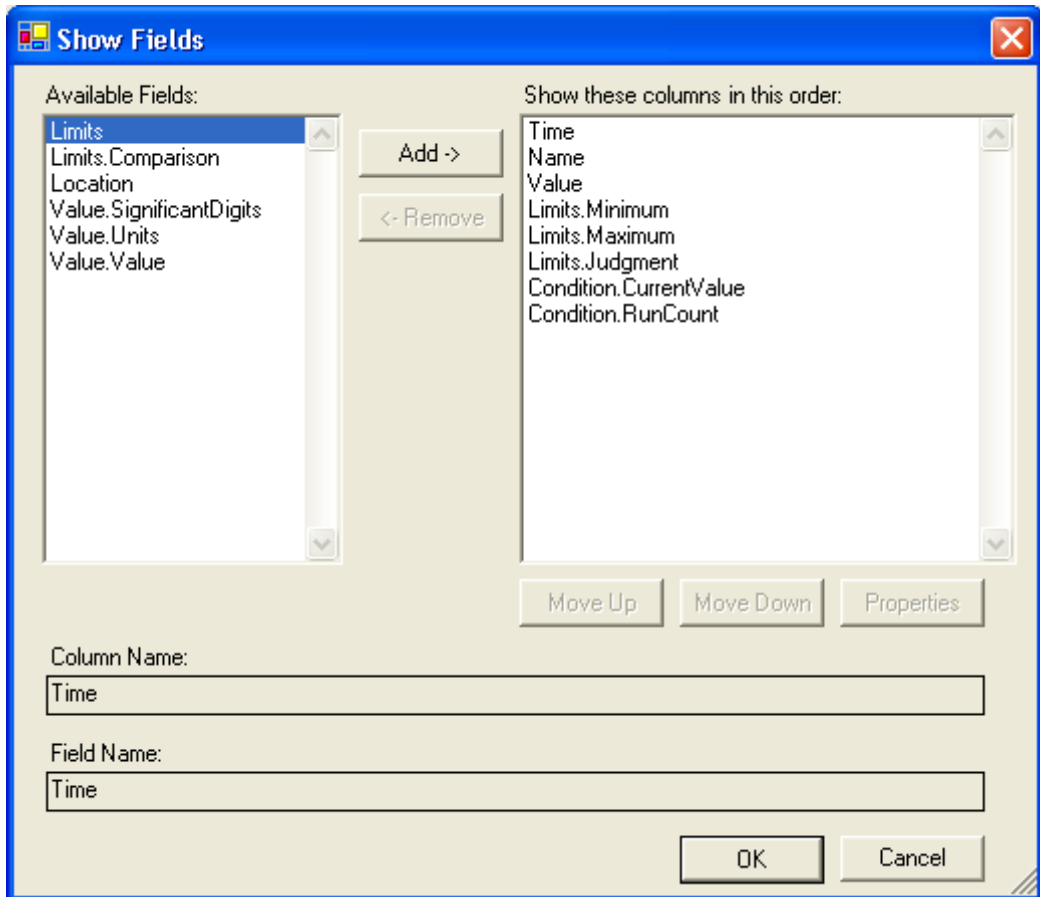 Show Fields
Available Fields:
Limits
Limits.Comparison
Location
Value.SignificantDigits
Value.Units
Value.Value
Add ->
<- Remove
Show these columns in this order:
Time
Name
Value
Limits.Minimum
Limits.Maximum
Limits.Judgment
Condition.CurrentValue
Condition.RunCount
Move Up
Move Down
Properties
Column Name:
Time
Field Name:
Time
OK
Cancel